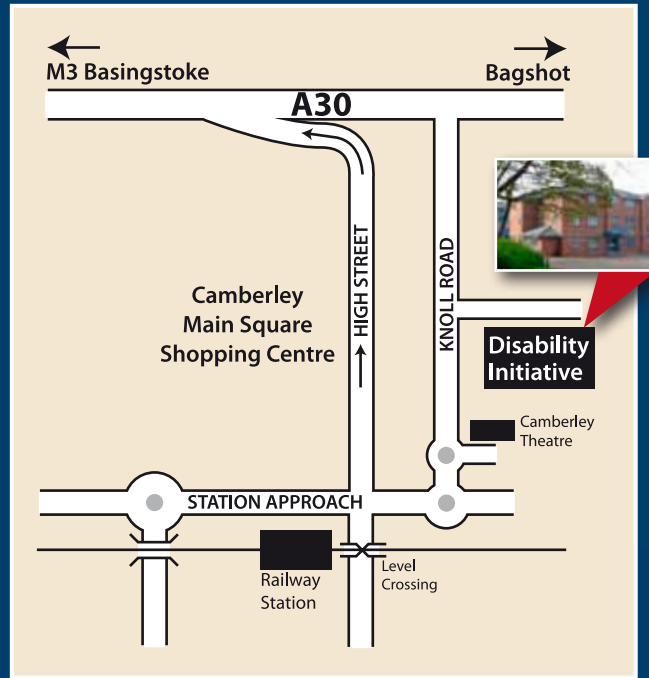 M3 Basingstoke
Bagshot
A30
HIGH STREET
KNOLL ROAD
Camberley
Main Square
Shopping Centre
Disability
Initiative
Camberley
Theatre
STATION APPROACH
Railway
Station
Level
Crossing